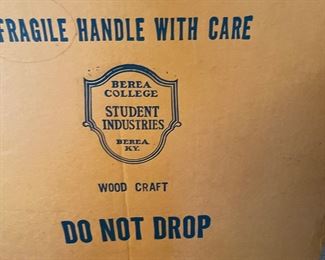 FRAGILE HANDLE WITH CARE
BEREA
COLLEGE
STUDENT
INDUSTRIES
BEREA
KY.
WOOD CRAFT
DO NOT DROP